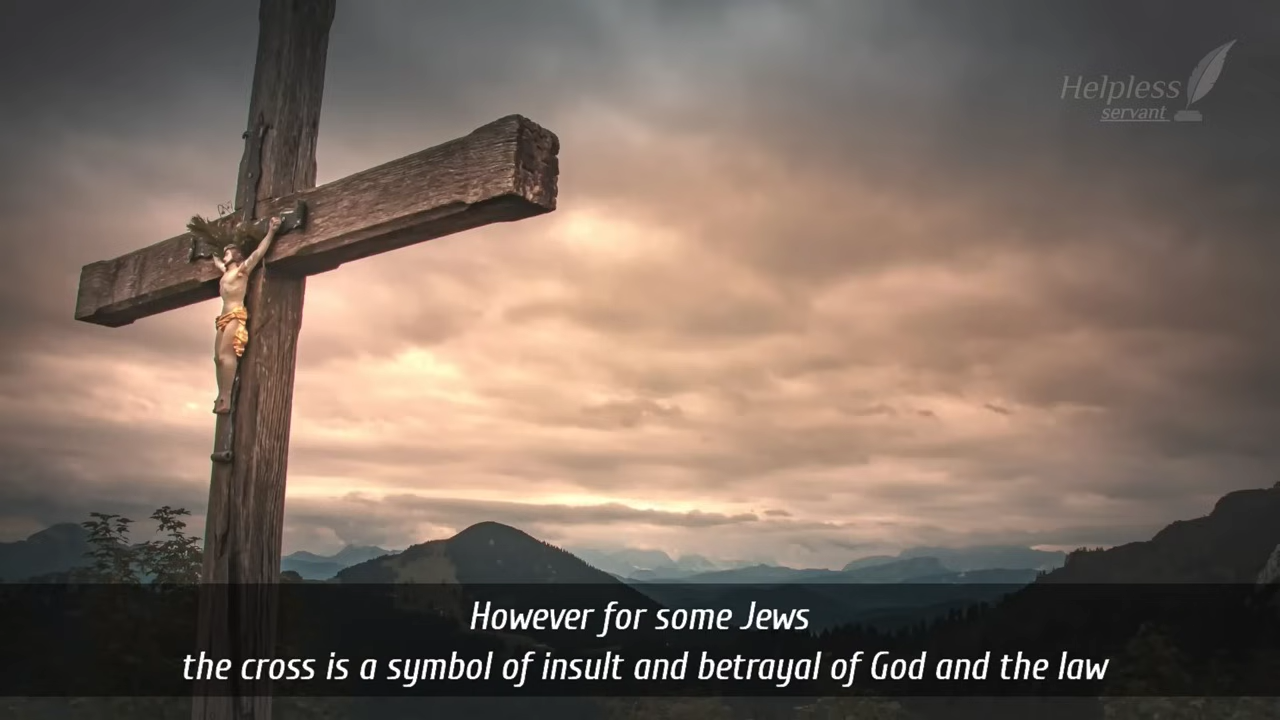 Helpless
servant
However for some Jews
the cross is a symbol of insult and betrayal of God and the law